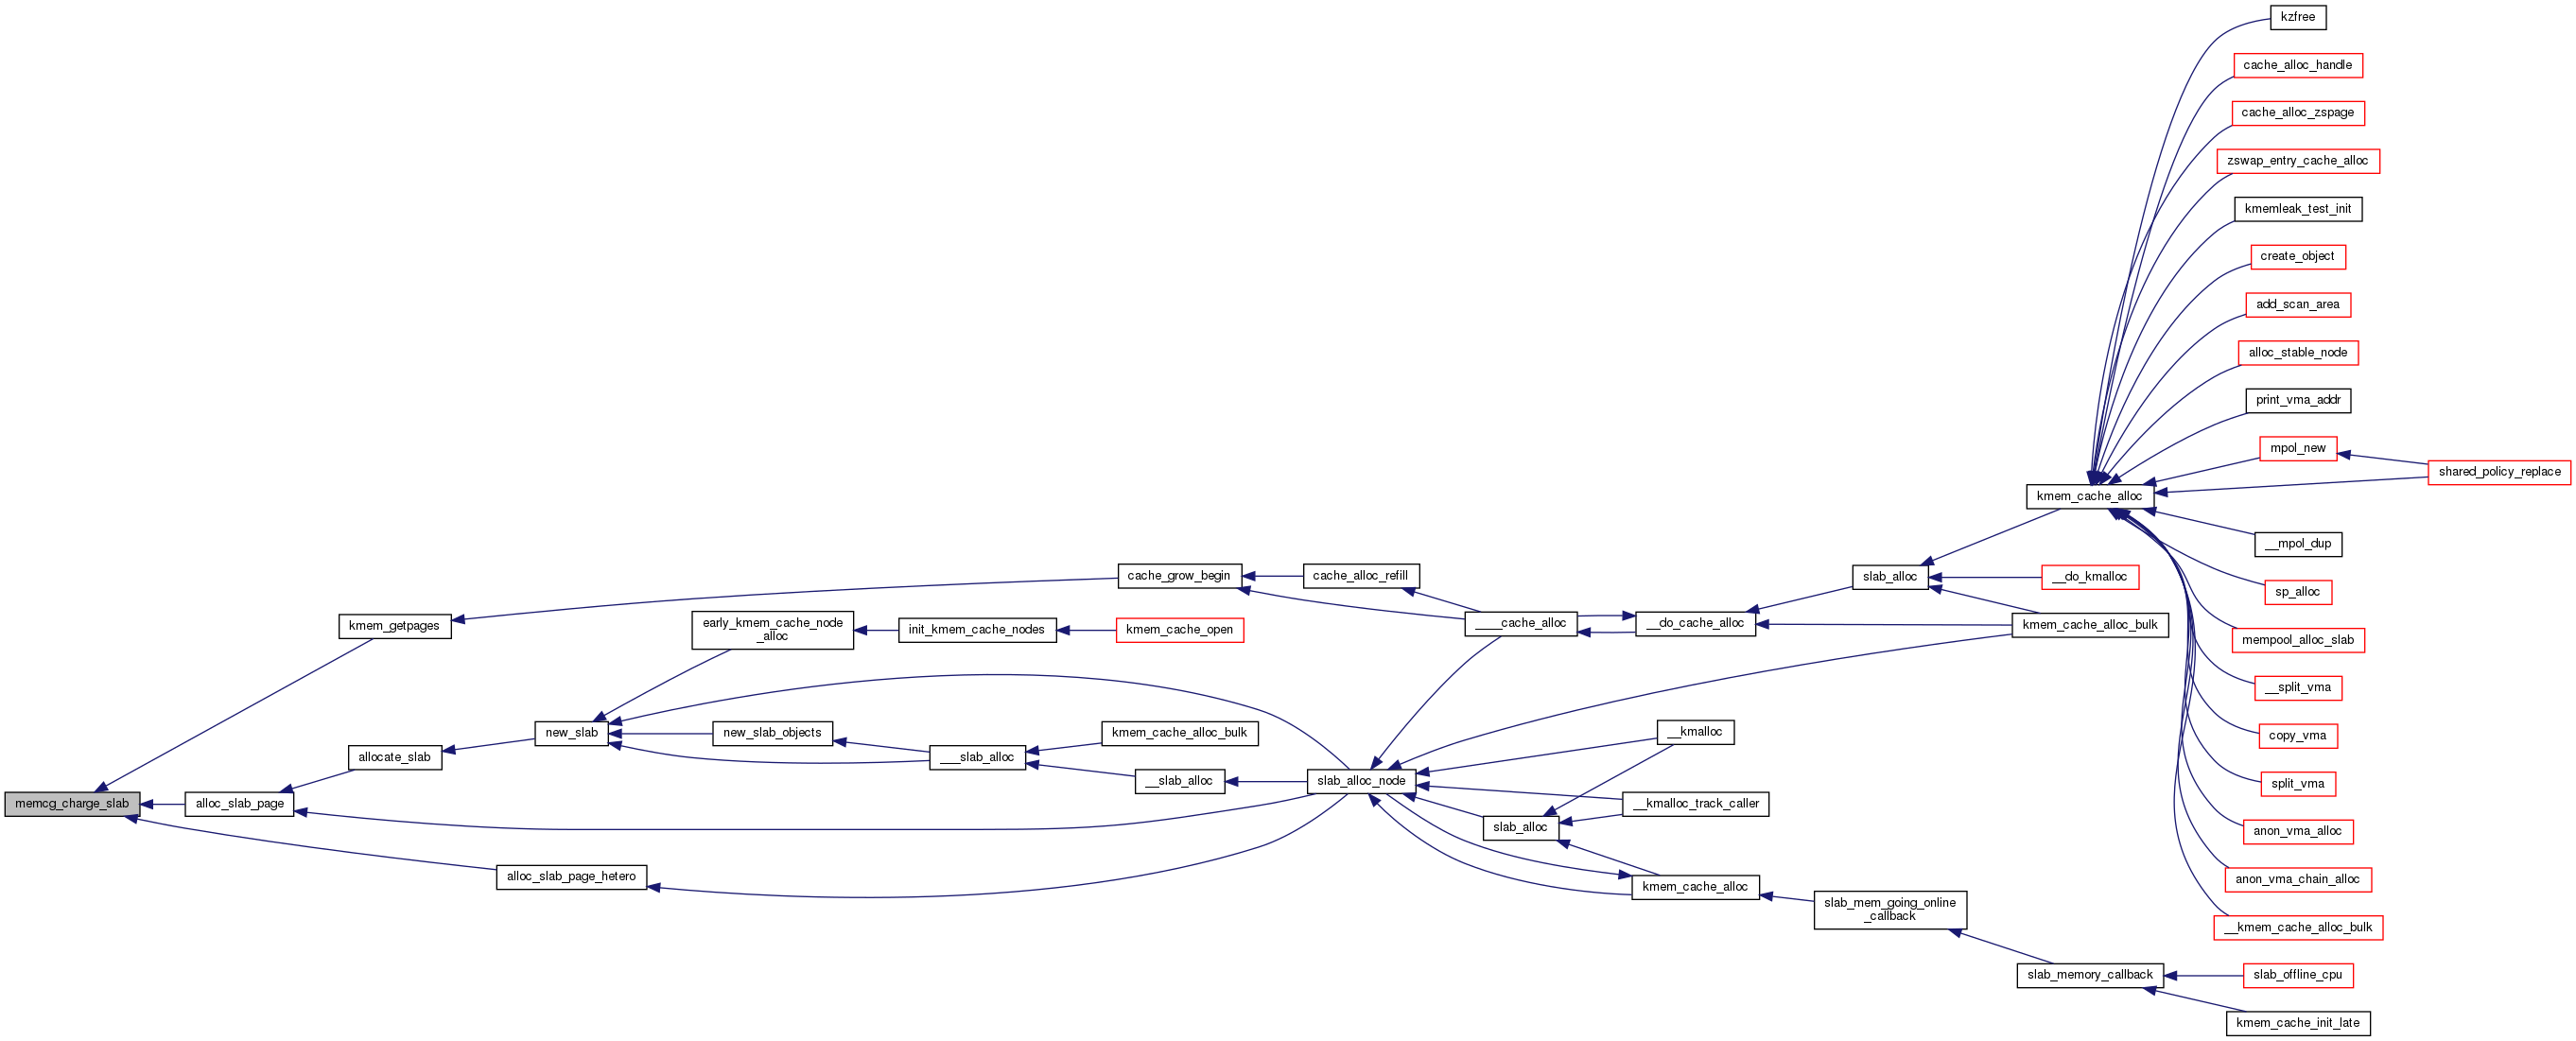 kzfree
cache_alloc_handle
cache_alloc_zspage
zswap_entry_cache_alloc
kmemleak_test_init
create_object
add_scan_area
alloc_stable_node
print_vma_addr
mpol_new
shared_policy_replace
kmem_cache_alloc
__mpol_dup
cache_grow_begin
cache_alloc_refill
slab_alloc
__do_kmalloc
sp_alloc
kmem_getpages
early_kmem_cache_node
_alloc
init_kmem_cache_nodes
kmem_cache_open
____cache_alloc
__do_cache_alloc
kmem_cache_alloc_bulk
mempool_alloc_slab
__split_vma
new_slab
new_slab_objects
kmem_cache_alloc_bulk
__kmalloc
copy_vma
allocate_slab
___slab_alloc
__slab_alloc
slab_alloc_node
split_vma
memcg_charge_slab
alloc_slab_page
__kmalloc_track_caller
slab_alloc
anon_vma_alloc
alloc_slab_page_hetero
kmem_cache_alloc
anon_vma_chain_alloc
slab_mem_going_online
_callback
__kmem_cache_alloc_bulk
slab_memory_callback
slab_offline_cpu
kmem_cache_init_late